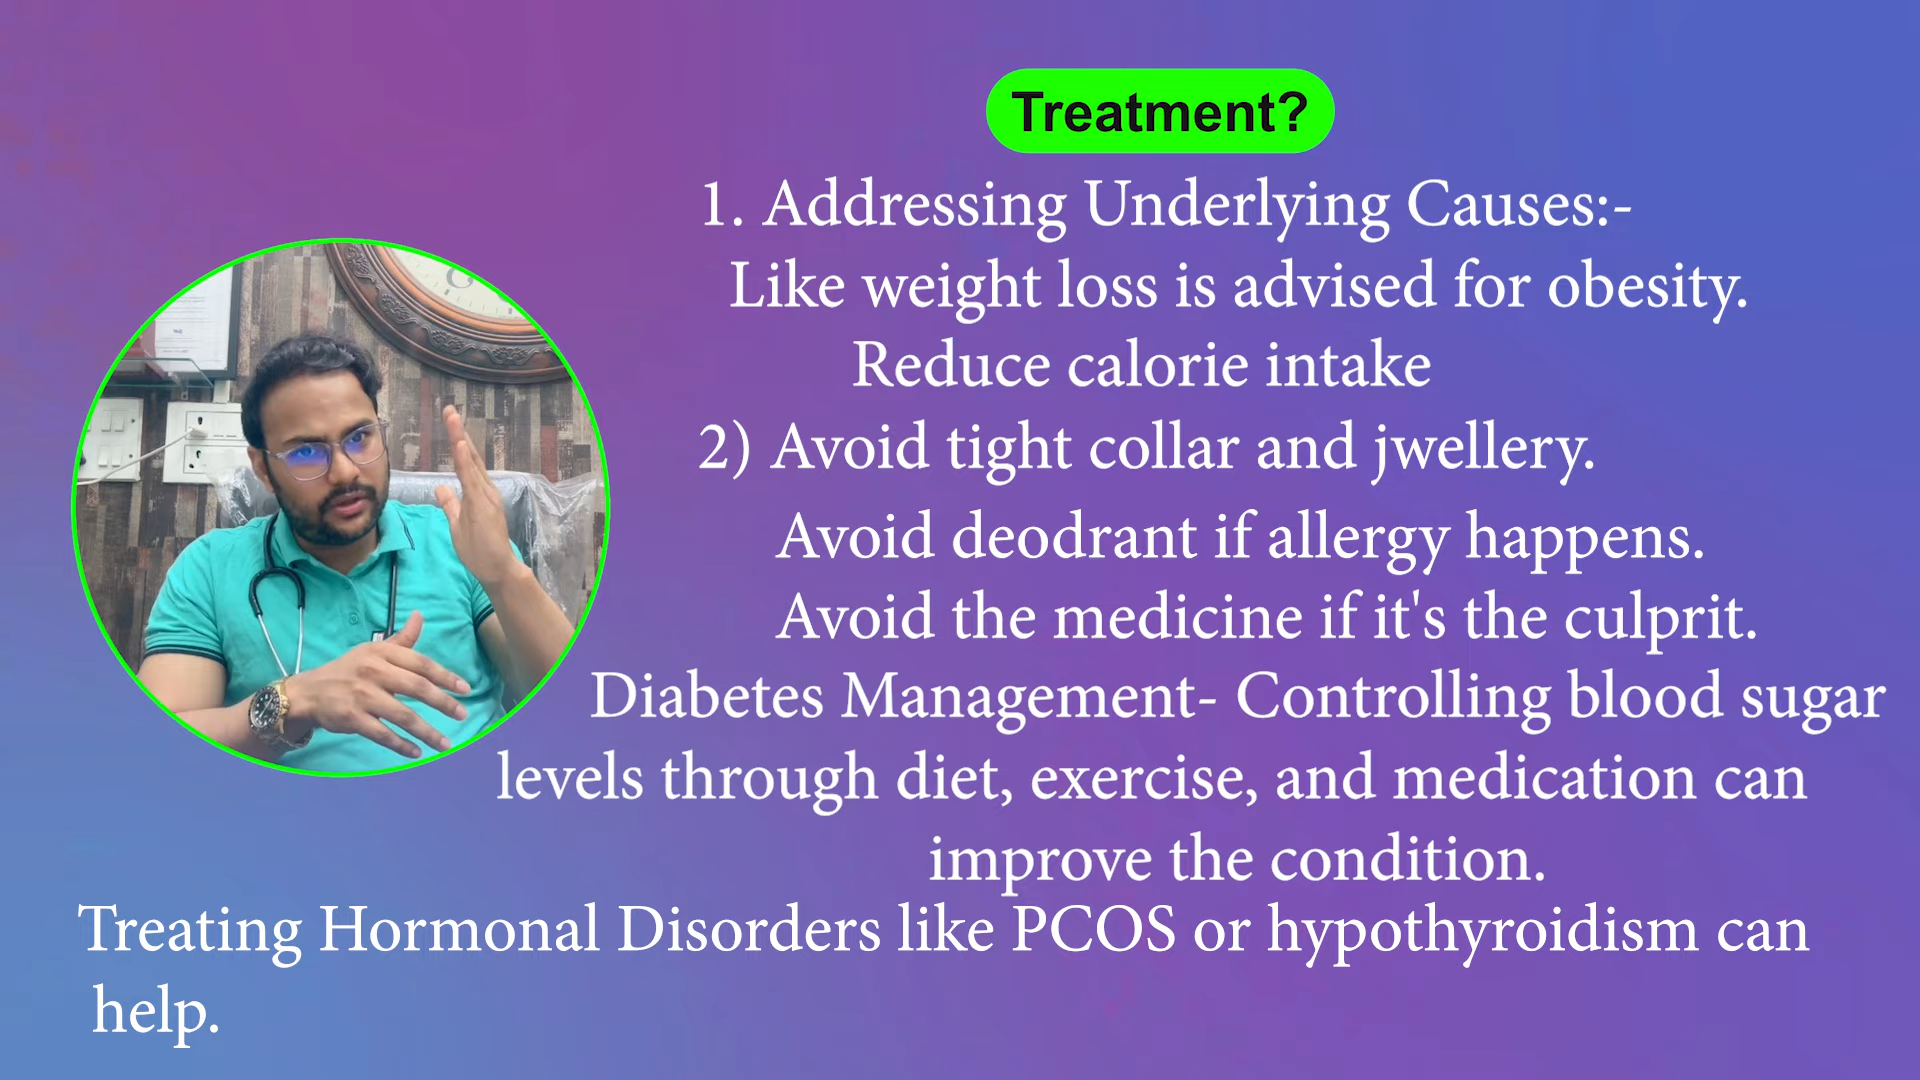 Treatment?
1. Addressing Underlying Causes:-
Like weight loss is advised for obesity.
Reduce calorie intake
2) Avoid tight collar and jwellery.
Avoid deodrant if allergy happens.
Avoid the medicine if it's the culprit.
Diabetes Management- Controlling blood sugar
levels through diet, exercise, and medication can
improve the condition.
Treating Hormonal Disorders like PCOS or hypothyroidism can
help.